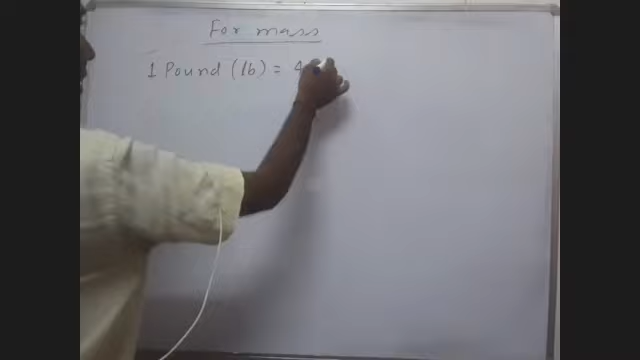 For mass
1 Pound (lb) = 4